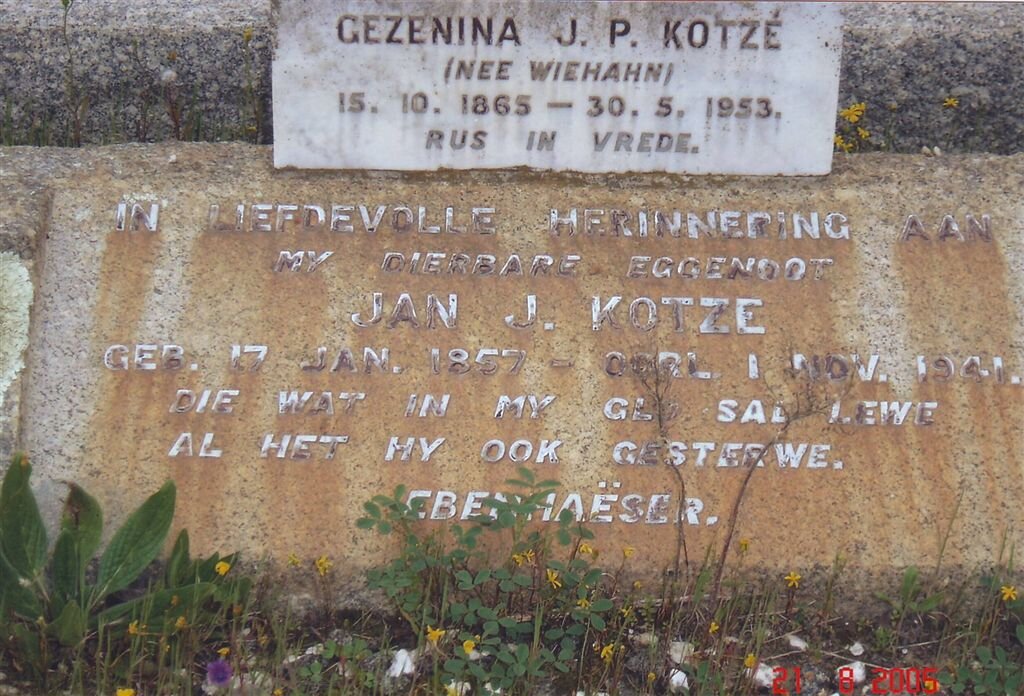 GEZENINA J. P. KOTZÉ
(NEE WIEHAHN)
15. 10. 1865 — 30. 5. 1953.
RUS IN VREDE.
IN LIEFDEVOLLE HERINNERING AAN
MY DIERBARE EGGENOOT
JAN J. KOTZE
GEB. 17 JAN. 1857 - OORL. 1 NOV. 1941.
DIE WAT IN MY GLO SAL LEWE
AL HET HY OOK GESTERWE.
EBENHAËSER.
21 8 2005